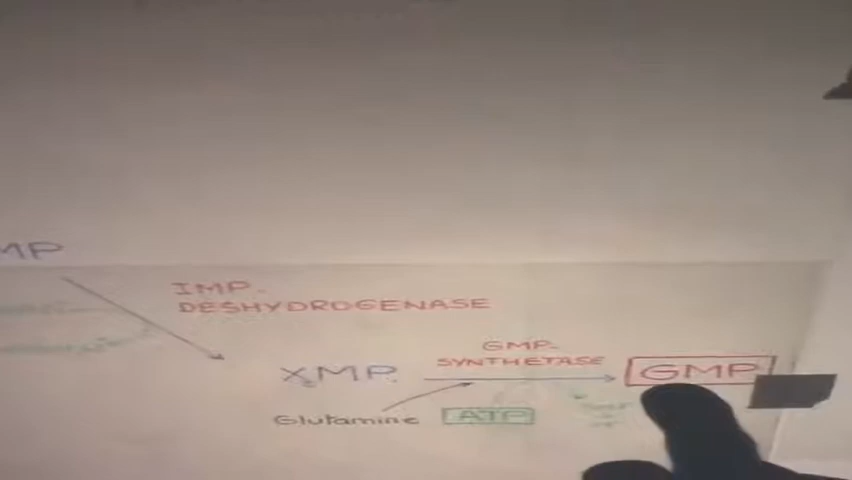 MP
IMP-
DESHYDROGENASE
GMP-
SYNTHETASE
XMP
GMP
Glutamine
ATP